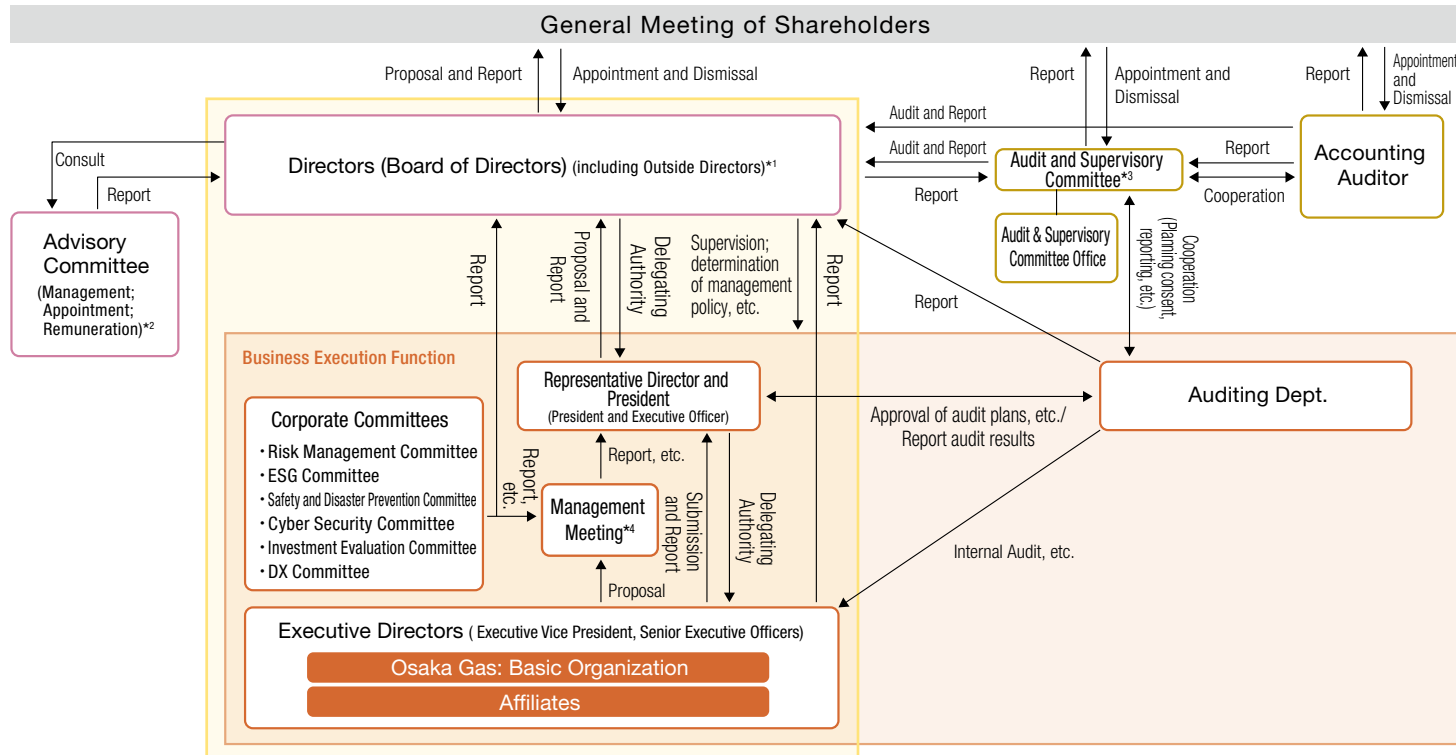 General Meeting of Shareholders
Proposal and Report
Appointment and Dismissal
Report
Appointment and
Dismissal
Report
Appointment
and
Dismissal
Consult
Report
Directors (Board of Directors) (including Outside Directors)*1
Audit and Report
Audit and Report
Report
Audit and Supervisory
Committee*3
Report
Cooperation
Accounting
Auditor
Advisory
Committee
(Management;
Appointment;
Remuneration)*2
Audit & Supervisory
Committee Office
Cooperation
(Planning consent,
reporting, etc.)
Report
Proposal and
Report
Delegating
Authority
Supervision;
determination
of management
policy, etc.
Report
Report
Business Execution Function
Representative Director and
President
(President and Executive Officer)
Auditing Dept.
Approval of audit plans, etc./
Report audit results
Corporate Committees
・Risk Management Committee
・ESG Committee
・Safety and Disaster Prevention Committee
・Cyber Security Committee
・Investment Evaluation Committee
・DX Committee
Report,
etc.
Report, etc.
Management
Meeting*4
Submission
and Report
Delegating
Authority
Internal Audit, etc.
Proposal
Executive Directors ( Executive Vice President, Senior Executive Officers)
Osaka Gas: Basic Organization
Affiliates